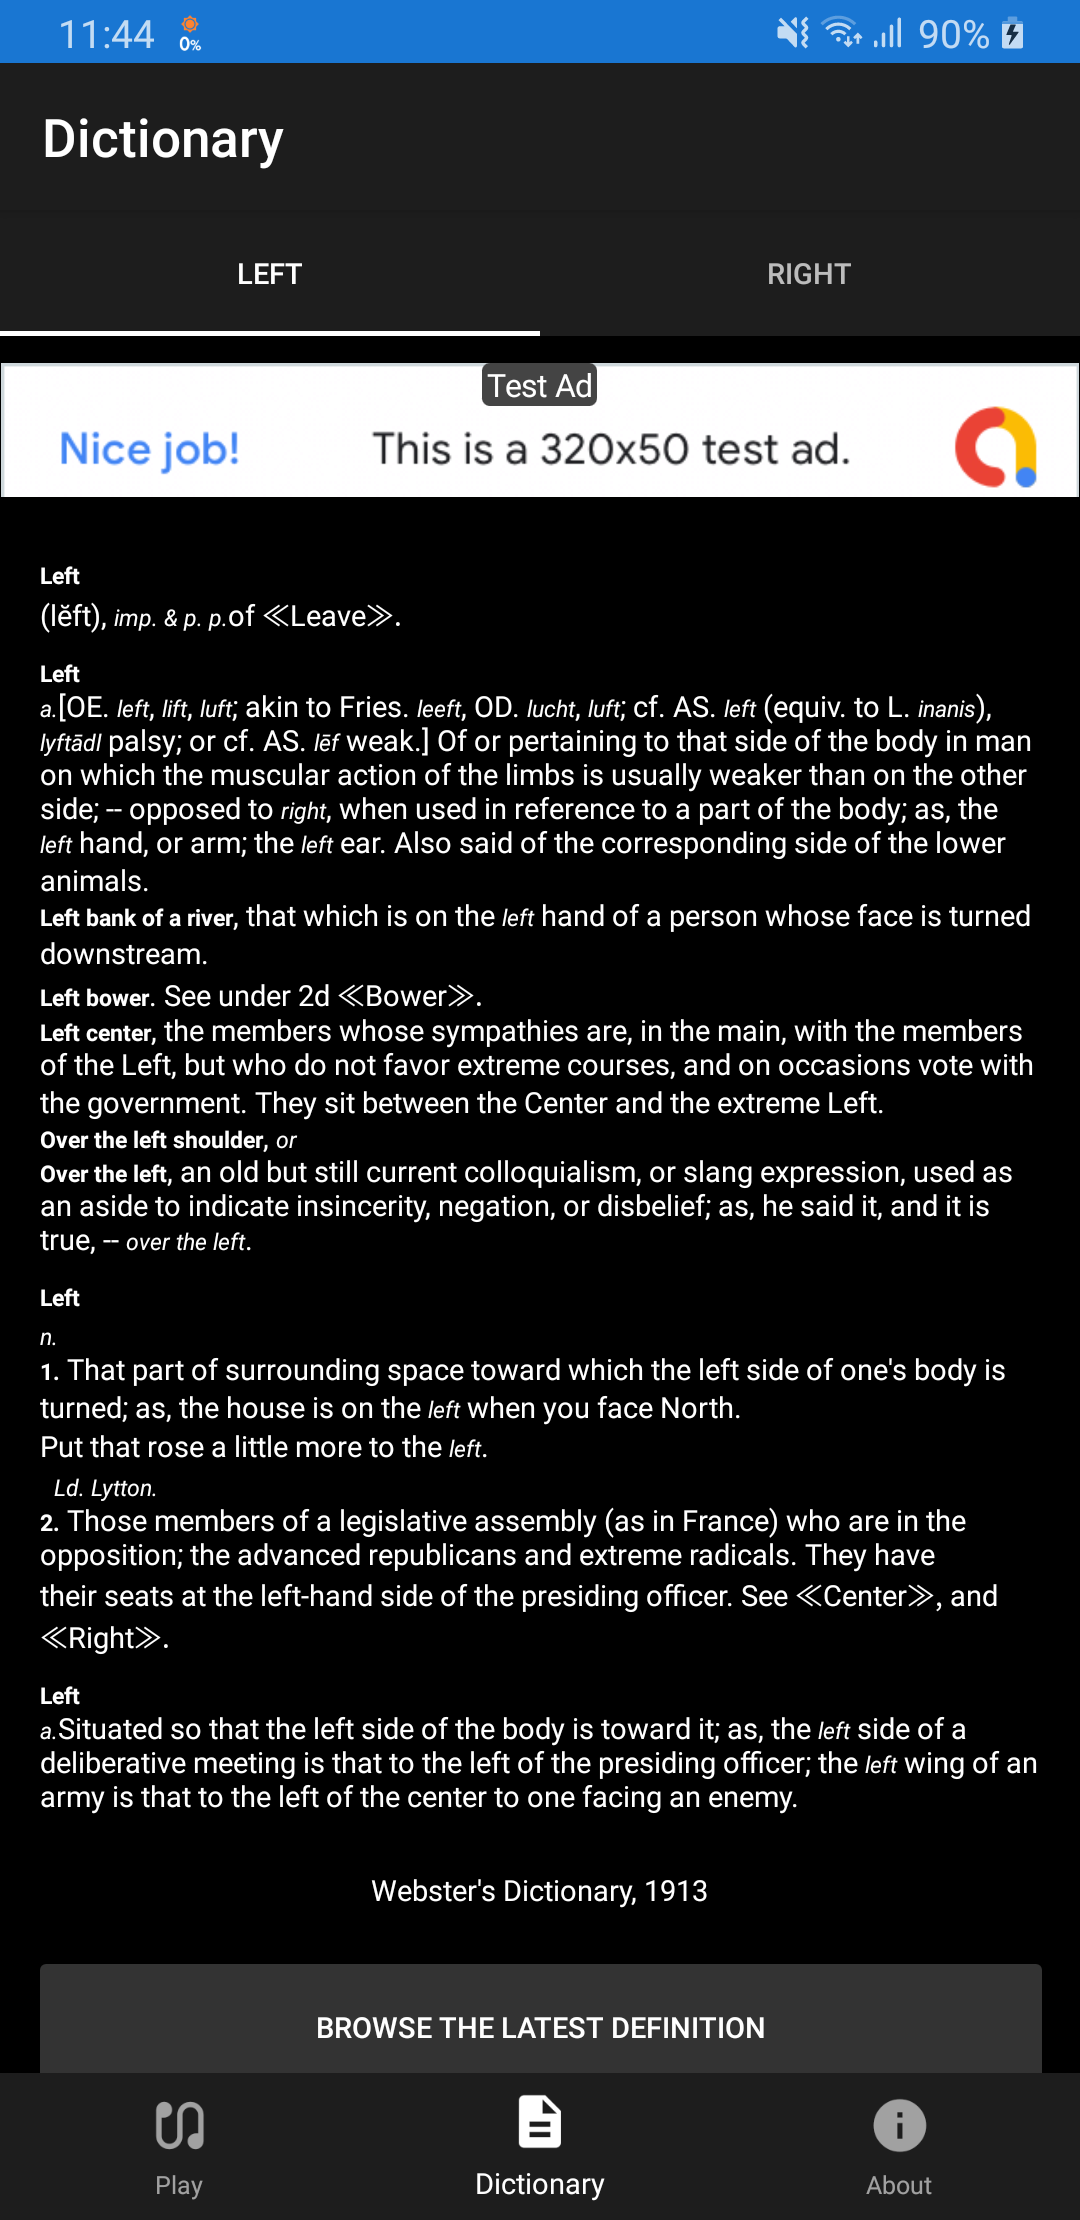 11:44
0%
90%
Dictionary
LEFT
RIGHT
Test Ad
Nice job!
This is a 320x50 test ad.
Left
(lĕft), imp. & p. p.of ≪Leave≫.
Left
a.[OE. left, lift, luft; akin to Fries. leeft, OD. lucht, luft; cf. AS. left (equiv. to L. inanis),
lyftādl palsy; or cf. AS. lēf weak.] Of or pertaining to that side of the body in man
on which the muscular action of the limbs is usually weaker than on the other
side; -- opposed to right, when used in reference to a part of the body; as, the
left hand, or arm; the left ear. Also said of the corresponding side of the lower
animals.
Left bank of a river, that which is on the left hand of a person whose face is turned
downstream.
Left bower. See under 2d ≪Bower≫.
Left center, the members whose sympathies are, in the main, with the members
of the Left, but who do not favor extreme courses, and on occasions vote with
the government. They sit between the Center and the extreme Left.
Over the left shoulder, or
Over the left, an old but still current colloquialism, or slang expression, used as
an aside to indicate insincerity, negation, or disbelief; as, he said it, and it is
true, -- over the left.
Left
n.
1. That part of surrounding space toward which the left side of one's body is
turned; as, the house is on the left when you face North.
Put that rose a little more to the left.
Ld. Lytton.
2. Those members of a legislative assembly (as in France) who are in the
opposition; the advanced republicans and extreme radicals. They have
their seats at the left-hand side of the presiding officer. See ≪Center≫, and
≪Right≫.
Left
a.Situated so that the left side of the body is toward it; as, the left side of a
deliberative meeting is that to the left of the presiding officer; the left wing of an
army is that to the left of the center to one facing an enemy.
Webster's Dictionary, 1913
BROWSE THE LATEST DEFINITION
Play
Dictionary
About